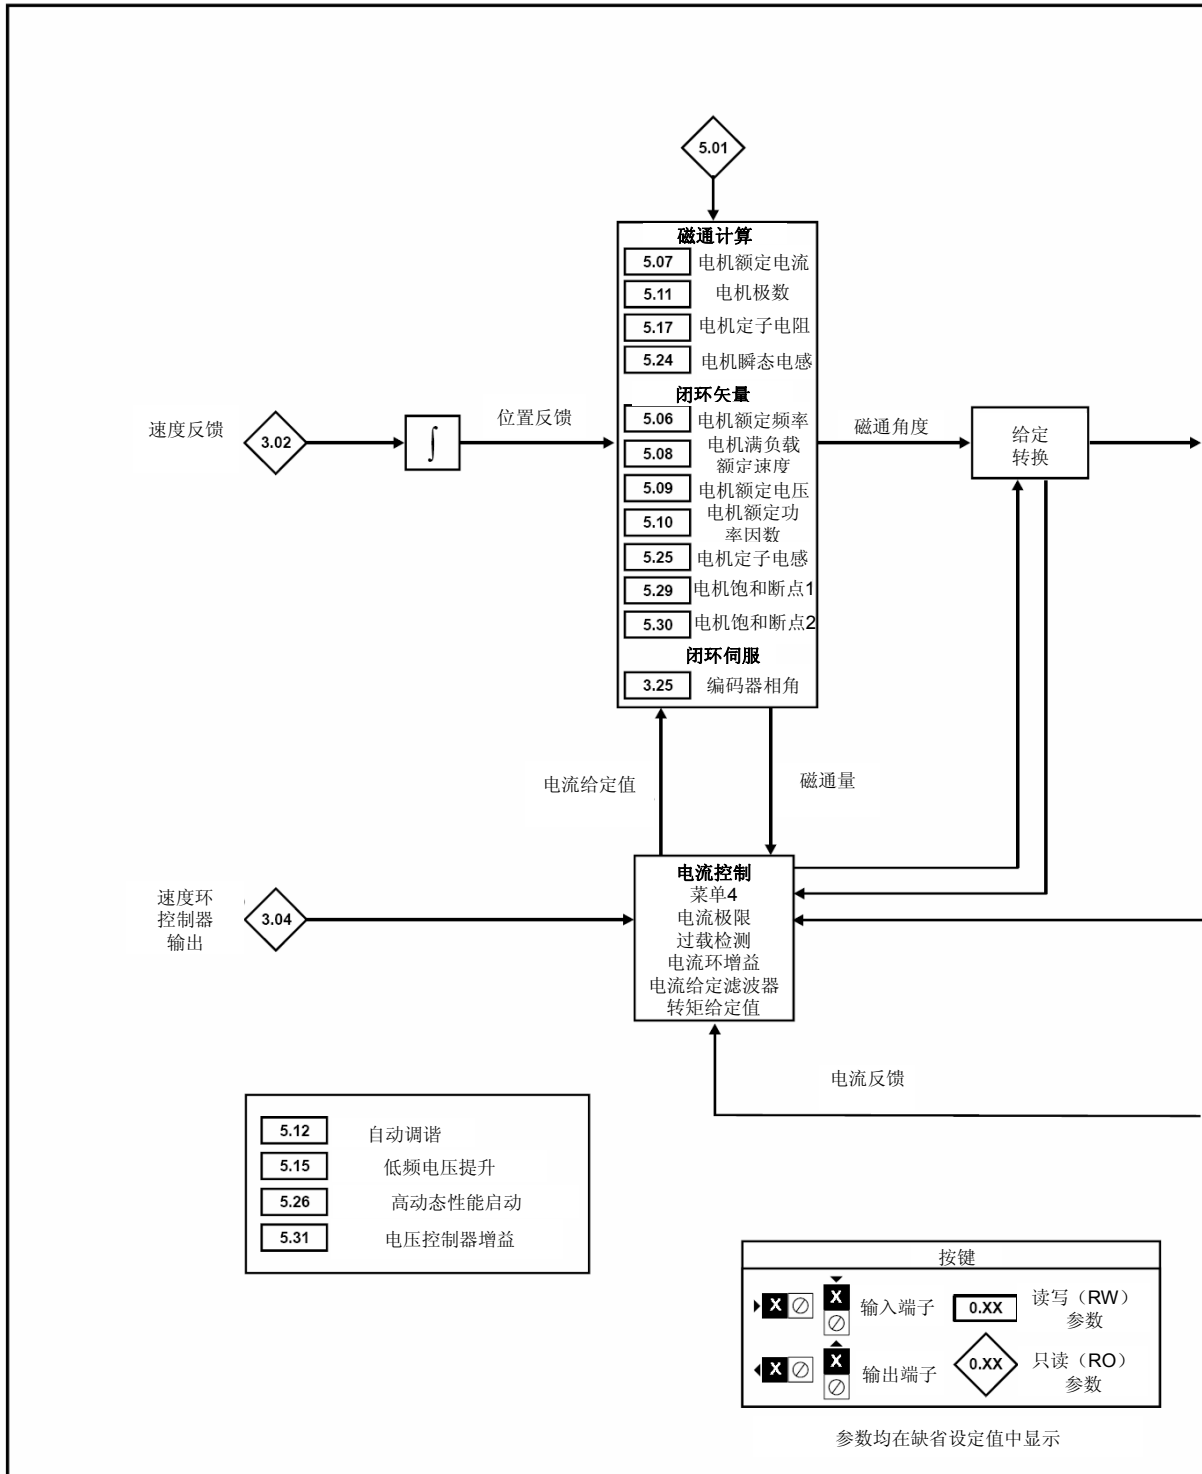 5.01
磁通计算
5.07 电机额定电流
5.11 电机极数
5.17 电机定子电阻
5.24 电机瞬态电感
闭环矢量
5.06 电机额定频率
5.08 电机满负载
额定速度
5.09 电机额定电压
5.10 电机额定功
率因数
5.25 电机定子电感
5.29 电机饱和断点1
5.30 电机饱和断点2
闭环伺服
3.25 编码器相角
速度反馈
3.02
∫
位置反馈
磁通角度
给定
转换
电流给定值
磁通量
速度环
控制器
输出
3.04
电流控制
菜单4
电流极限
过载检测
电流环增益
电流给定滤波器
转矩给定值
电流反馈
5.12 自动调谐
5.15 低频电压提升
5.26 高动态性能启动
5.31 电压控制器增益
按键
X X 输入端子
0.XX 读写（RW）
参数
X X 输出端子
0.XX 只读（RO）
参数
参数均在缺省设定值中显示